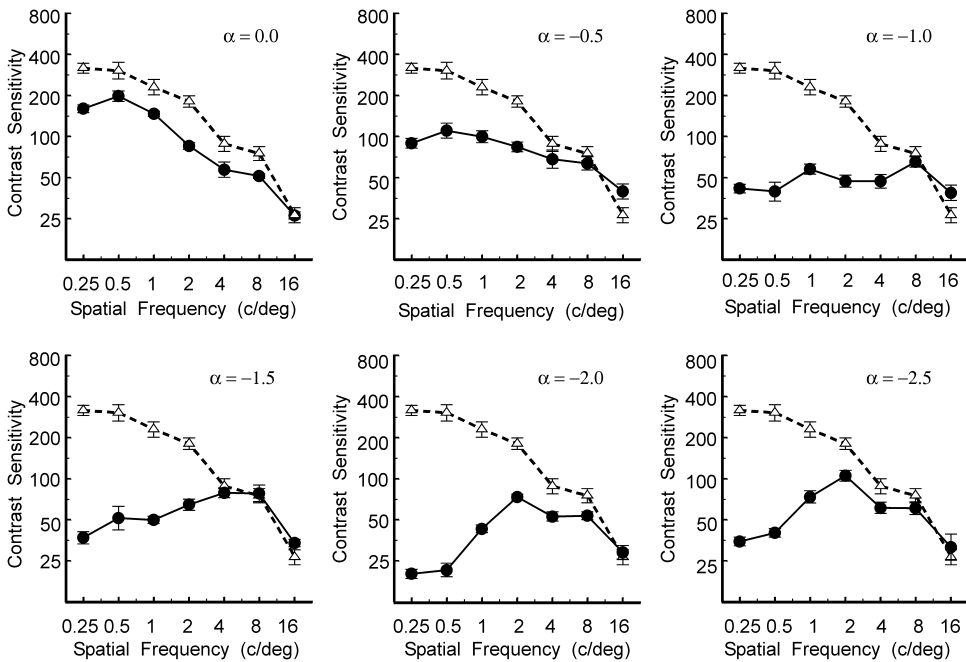 800
400
200
100
50
25
Contrast Sensitivity
α = 0.0
0.25 0.5 1 2 4 8 16
Spatial Frequency (c/deg)
800
400
200
100
50
25
Contrast Sensitivity
α = −0.5
0.25 0.5 1 2 4 8 16
Spatial Frequency (c/deg)
800
400
200
100
50
25
Contrast Sensitivity
α = −1.0
0.25 0.5 1 2 4 8 16
Spatial Frequency (c/deg)
800
400
200
100
50
25
Contrast Sensitivity
α = −1.5
0.25 0.5 1 2 4 8 16
Spatial Frequency (c/deg)
800
400
200
100
50
25
Contrast Sensitivity
α = −2.0
0.25 0.5 1 2 4 8 16
Spatial Frequency (c/deg)
800
400
200
100
50
25
Contrast Sensitivity
α = −2.5
0.25 0.5 1 2 4 8 16
Spatial Frequency (c/deg)